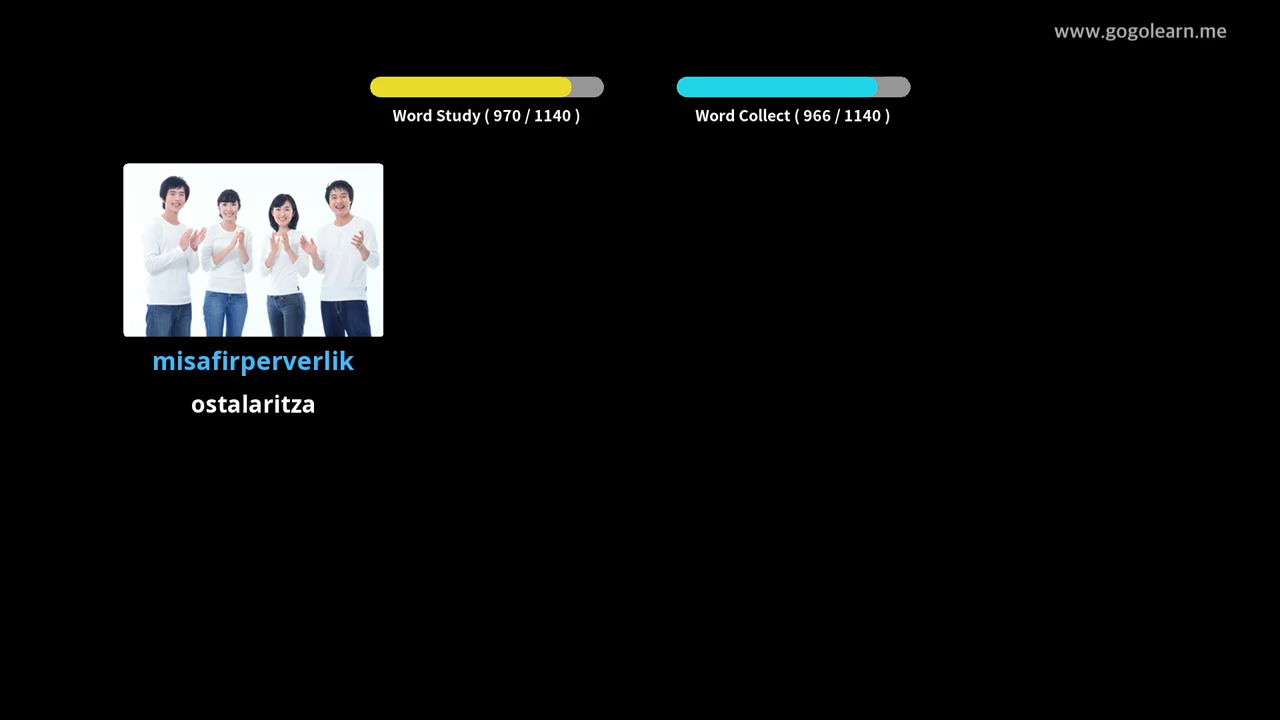 www.gogolearn.me
Word Study ( 970 / 1140 )
Word Collect ( 966 / 1140 )
misafirperverlik
ostalaritza